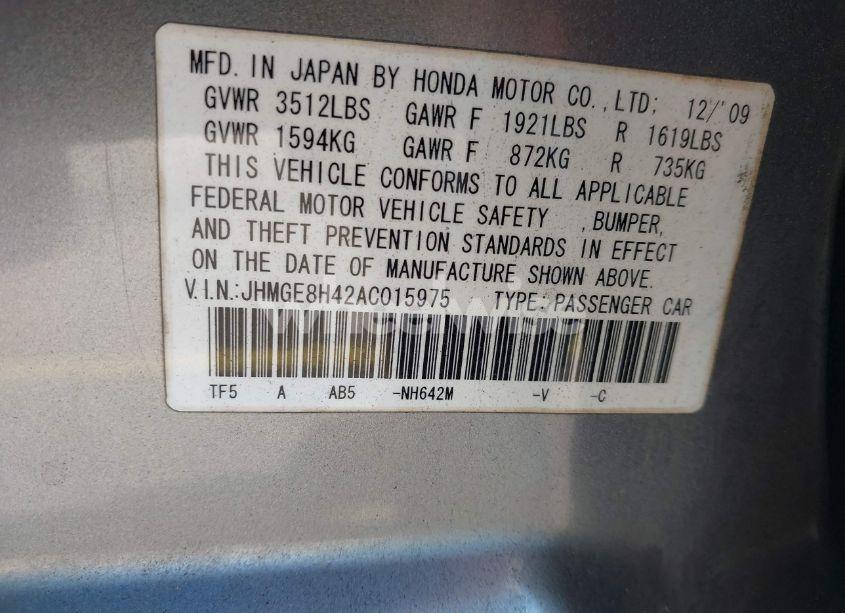 MFD. IN JAPAN BY HONDA MOTOR CO.,LTD; 12/'09
GVWR 3512LBS GAWR F 1921LBS R 1619LBS
GVWR 1594KG GAWR F 872KG R 735KG
THIS VEHICLE CONFORMS TO ALL APPLICABLE
FEDERAL MOTOR VEHICLE SAFETY ,BUMPER,
AND THEFT PREVENTION STANDARDS IN EFFECT
ON THE DATE OF MANUFACTURE SHOWN ABOVE.
V.I.N.:JHMGE8H42AC015975 TYPE:PASSENGER CAR
wheelwise
TF5 A AB5 -NH642M -V -C